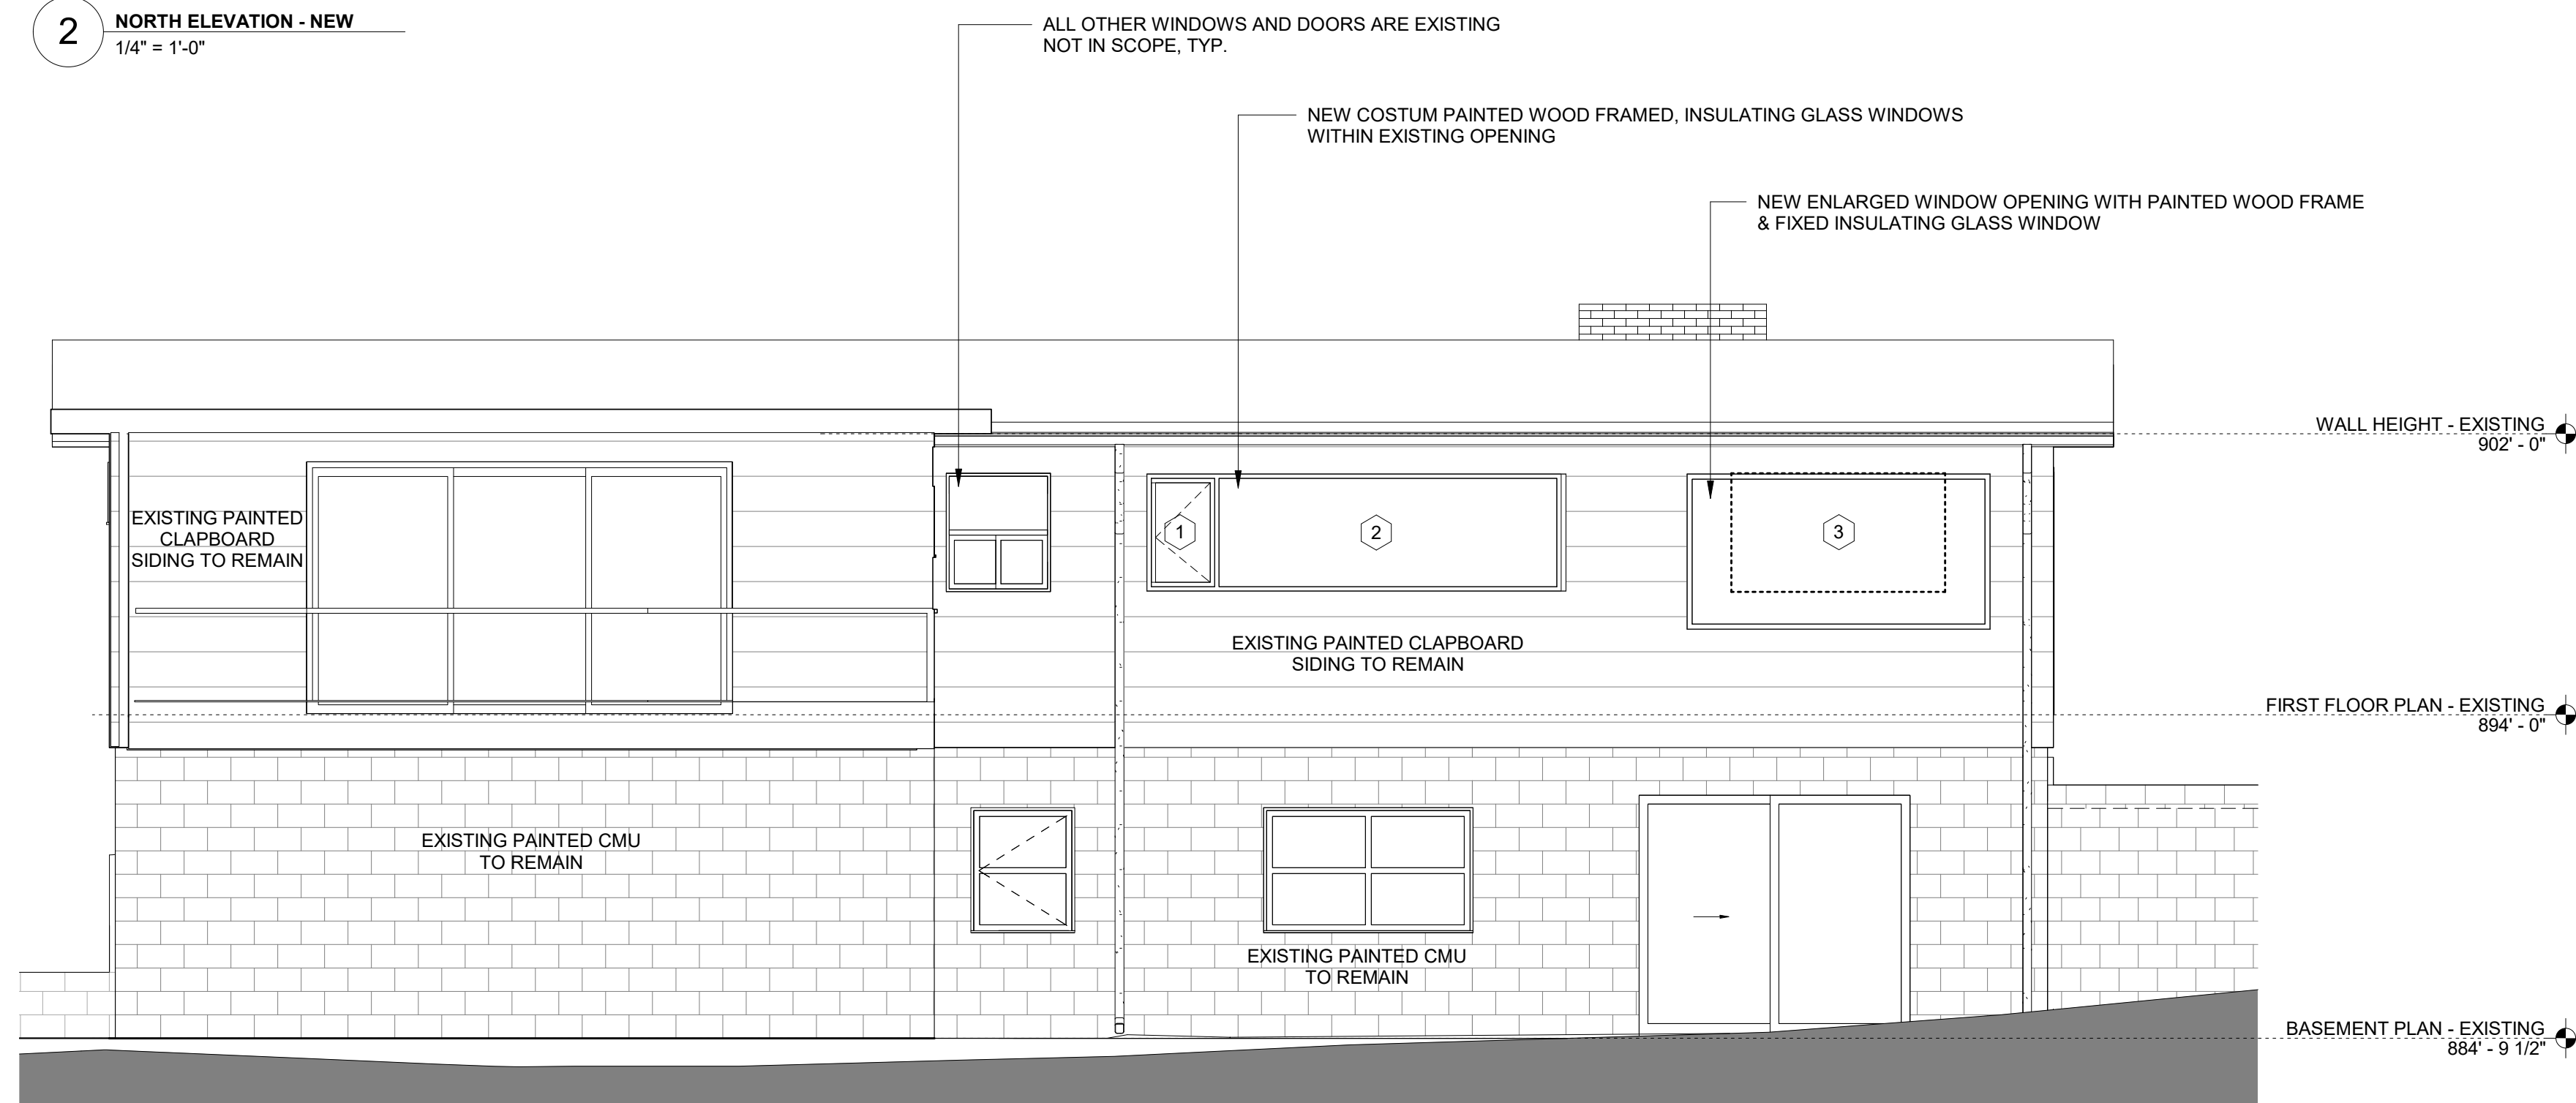 2
NORTH ELEVATION - NEW
1/4" = 1'-0"
ALL OTHER WINDOWS AND DOORS ARE EXISTING
NOT IN SCOPE, TYP.
NEW COSTUM PAINTED WOOD FRAMED, INSULATING GLASS WINDOWS
WITHIN EXISTING OPENING
NEW ENLARGED WINDOW OPENING WITH PAINTED WOOD FRAME
& FIXED INSULATING GLASS WINDOW
WALL HEIGHT - EXISTING
902' - 0"
EXISTING PAINTED
CLAPBOARD
SIDING TO REMAIN
1
2
3
EXISTING PAINTED CLAPBOARD
SIDING TO REMAIN
FIRST FLOOR PLAN - EXISTING
894' - 0"
EXISTING PAINTED CMU
TO REMAIN
EXISTING PAINTED CMU
TO REMAIN
BASEMENT PLAN - EXISTING
884' - 9 1/2"